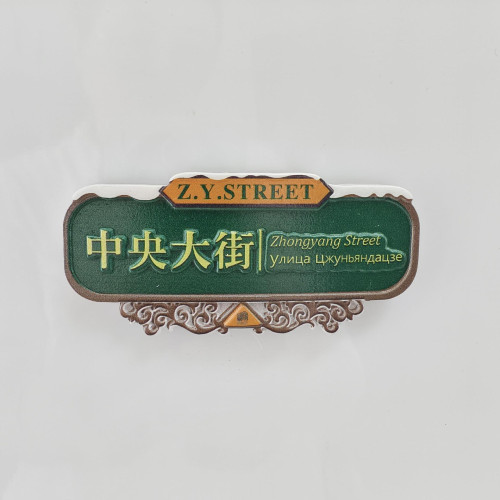 Z.Y.STREET
中央大街
Zhongyang Street
улица Цжуньяндацзе